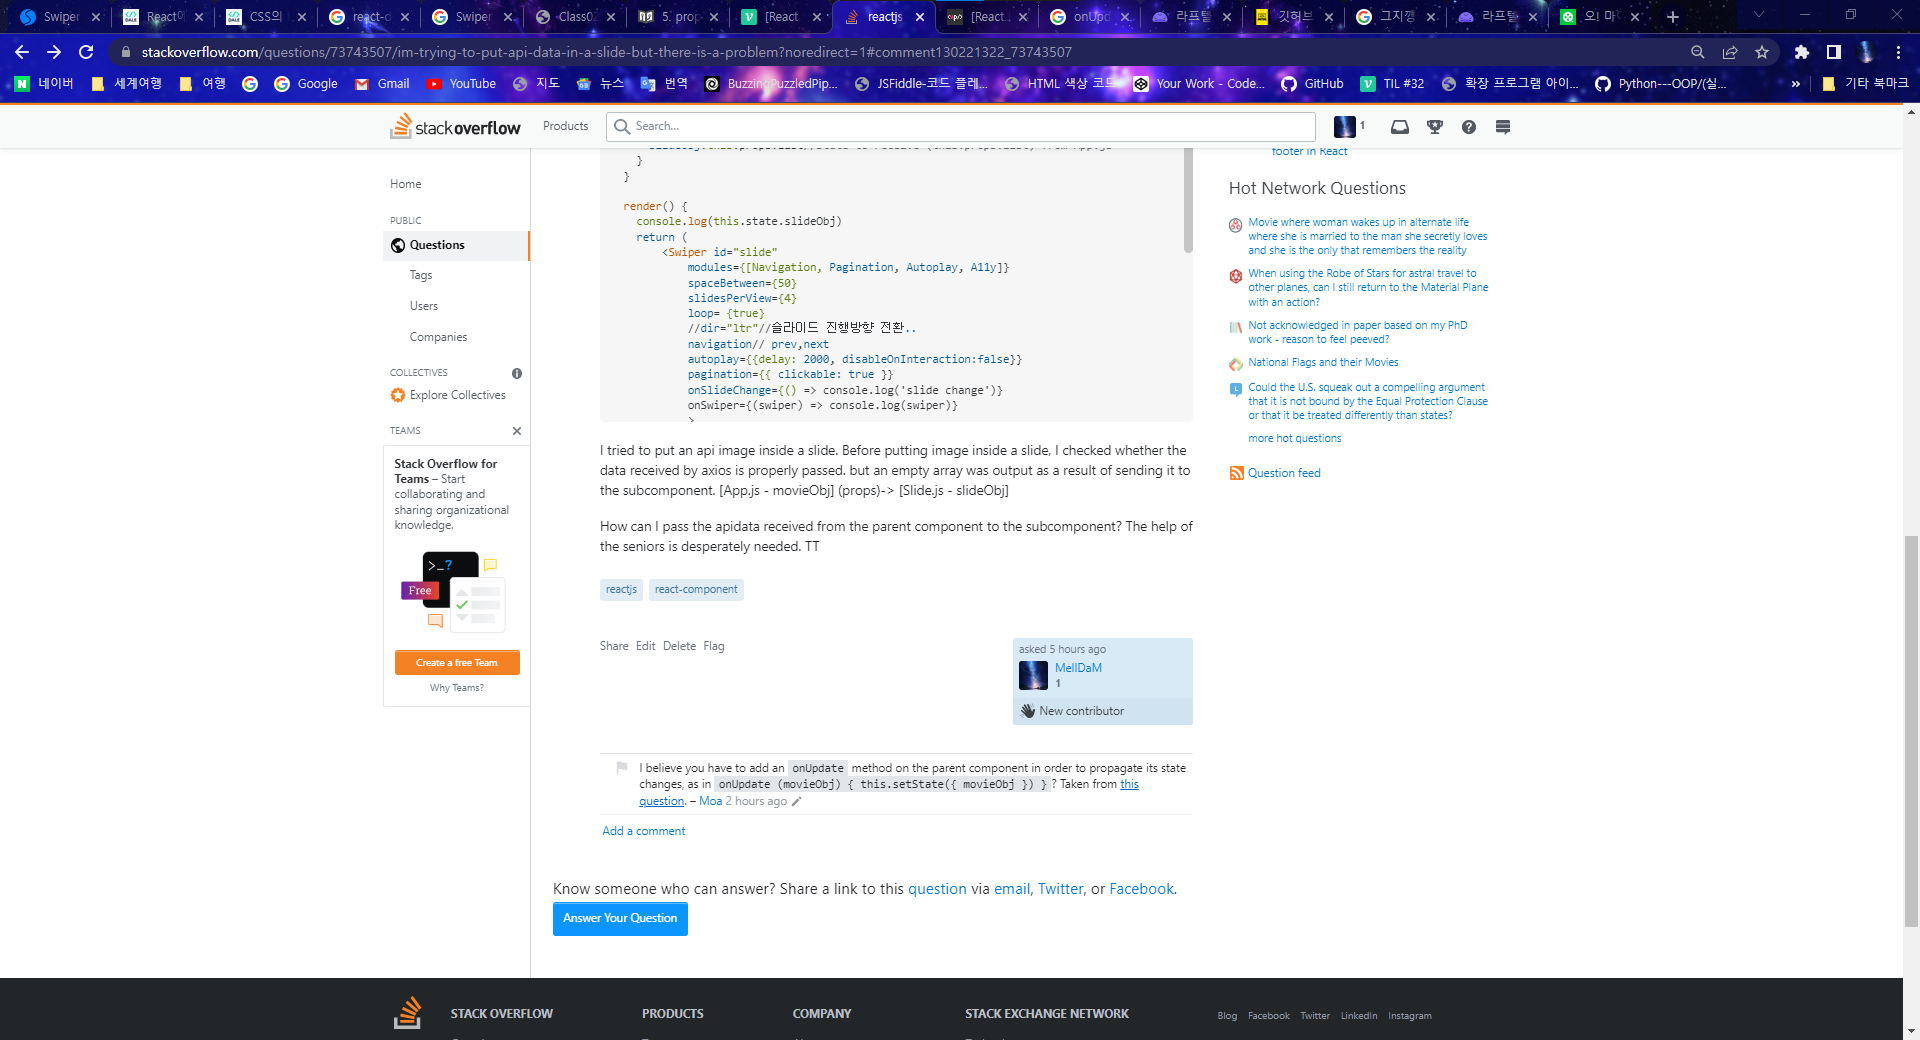 Swiper
React에
CSS의
react-d
Swiper
Class02
5. prop
[React
reactjs
[React
onUpd
라프텔
깃허브
그지깽
라프텔
오! 마
stackoverflow.com/questions/73743507/im-trying-to-put-api-data-in-a-slide-but-there-is-a-problem?noredirect=1#comment130221322_73743507
네이버
세계여행
여행
Google
Gmail
YouTube
지도
뉴스
번역
BuzzingPuzzledPip...
JSFiddle-코드 플레...
HTML 색상 코드
Your Work - Code...
GitHub
TIL #32
확장 프로그램 아이...
Python---OOP/(실...
»
기타 북마크
stackoverflow
Products
Search...
1
footer in React
Home
PUBLIC
Questions
Tags
Users
Companies
COLLECTIVES
Explore Collectives
TEAMS
Stack Overflow for
Teams – Start
collaborating and
sharing organizational
knowledge.
>_?
Free
Create a free Team
Why Teams?
}
}
render() {
console.log(this.state.slideObj)
return (
<Swiper id="slide"
modules={[Navigation, Pagination, Autoplay, A11y]}
spaceBetween={50}
slidesPerView={4}
loop= {true}
//dir="ltr"//슬라이드 진행방향 전환..
navigation// prev,next
autoplay={{delay: 2000, disableOnInteraction:false}}
pagination={{ clickable: true }}
onSlideChange={() => console.log('slide change')}
onSwiper={(swiper) => console.log(swiper)}
>
I tried to put an api image inside a slide. Before putting image inside a slide, I checked whether the
data received by axios is properly passed. but an empty array was output as a result of sending it to
the subcomponent. [App.js - movieObj] (props)-> [Slide.js - slideObj]
How can I pass the apidata received from the parent component to the subcomponent? The help of
the seniors is desperately needed. TT
reactjs
react-component
Share Edit Delete Flag
asked 5 hours ago
MellDaM
1
New contributor
I believe you have to add an onUpdate method on the parent component in order to propagate its state
changes, as in onUpdate (movieObj) { this.setState({ movieObj }) } ? Taken from this
question. – Moa 2 hours ago
Add a comment
Know someone who can answer? Share a link to this question via email, Twitter, or Facebook.
Answer Your Question
Hot Network Questions
Movie where woman wakes up in alternate life
where she is married to the man she secretly loves
and she is the only that remembers the reality
When using the Robe of Stars for astral travel to
other planes, can I still return to the Material Plane
with an action?
Not acknowledged in paper based on my PhD
work - reason to feel peeved?
National Flags and their Movies
Could the U.S. squeak out a compelling argument
that it is not bound by the Equal Protection Clause
or that it be treated differently than states?
more hot questions
Question feed
STACK OVERFLOW
PRODUCTS
COMPANY
STACK EXCHANGE NETWORK
Blog Facebook Twitter LinkedIn Instagram